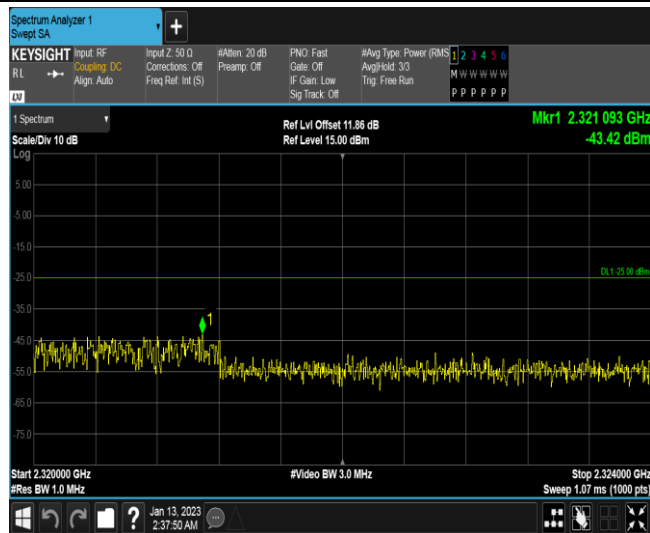 Spectrum Analyzer 1
Swept SA
+
KEYSIGHT
RL
LXI
Input: RF
Coupling: DC
Align: Auto
Input Z: 50 Ω
Corrections: Off
Freq Ref: Int (S)
#Atten: 20 dB
Preamp: Off
PNO: Fast
Gate: Off
IF Gain: Low
Sig Track: Off
#Avg Type: Power (RMS
Avg|Hold: 3/3
Trig: Free Run
1 2 3 4 5 6
M W W W W W
P P P P P P
1 Spectrum
Scale/Div 10 dB
Log
Ref Lvl Offset 11.86 dB
Ref Level 15.00 dBm
Mkr1 2.321 093 GHz
-43.42 dBm
5.00
-5.00
-15.0
-25.0
DL1 -25.00 dBm
-35.0
1
-45.0
-55.0
-65.0
-75.0
Start 2.320000 GHz
#Res BW 1.0 MHz
#Video BW 3.0 MHz
Stop 2.324000 GHz
Sweep 1.07 ms (1000 pts)
?
Jan 13, 2023
2:37:50 AM